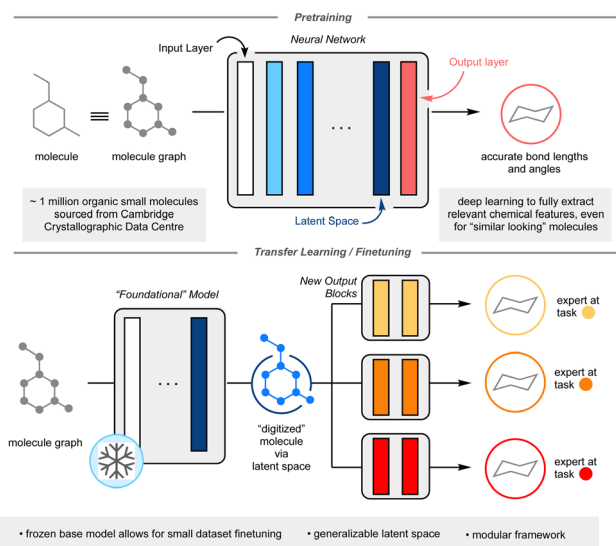 Pretraining
Neural Network
Input Layer
Output layer
≡
...
molecule
molecule graph
accurate bond lengths
and angles
~ 1 million organic small molecules
sourced from Cambridge
Crystallographic Data Centre
Latent Space
deep learning to fully extract
relevant chemical features, even
for “similar looking” molecules
Transfer Learning / Finetuning
“Foundational” Model
New Output
Blocks
expert at
task
...
expert at
task
molecule graph
“digitized”
molecule
via
latent space
expert at
task
• frozen base model allows for small dataset finetuning • generalizable latent space • modular framework